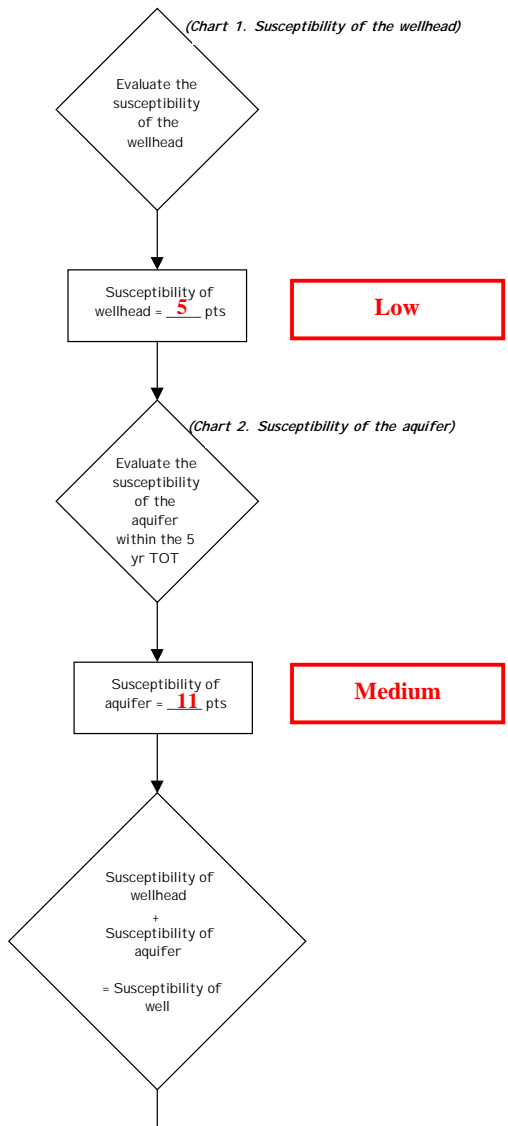 (Chart 1. Susceptibility of the wellhead)
Evaluate the
susceptibility
of the
wellhead
Susceptibility of
wellhead = 5 pts
Low
(Chart 2. Susceptibility of the aquifer)
Evaluate the
susceptibility
of the
aquifer
within the 5
yr TOT
Susceptibility of
aquifer = 11 pts
Medium
Susceptibility of
wellhead
+
Susceptibility of
aquifer
= Susceptibility of
well